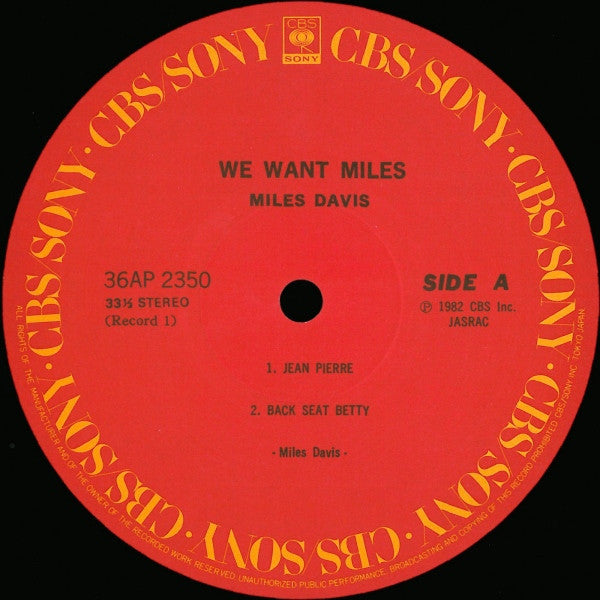 CBS
SONY
CBS/SONY · CBS/SONY · CBS/SONY · CBS/SONY · CBS/SONY · CBS/SONY · CBS/SONY · CBS/SONY
WE WANT MILES
MILES DAVIS
36AP 2350
33⅓ STEREO
(Record 1)
SIDE A
℗ 1982 CBS Inc.
JASRAC
1. JEAN PIERRE
2. BACK SEAT BETTY
- Miles Davis -
ALL RIGHTS OF THE MANUFACTURER AND OF THE OWNER OF THE RECORDED WORK RESERVED. UNAUTHORIZED PUBLIC PERFORMANCE, BROADCASTING AND COPYING OF THIS RECORD PROHIBITED CBS/SONY INC. TOKYO JAPAN